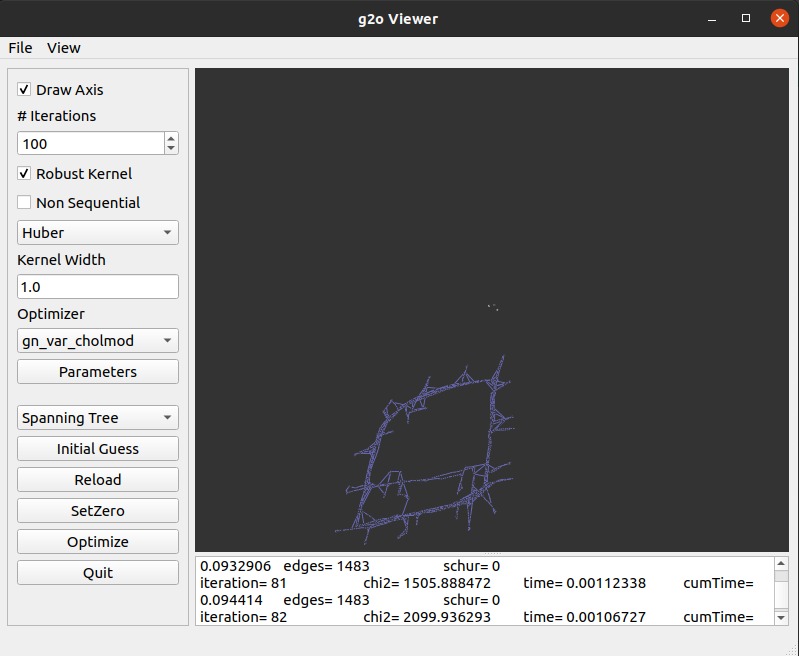 g2o Viewer
File View
Draw Axis
# Iterations
100
Robust Kernel
Non Sequential
Huber
Kernel Width
1.0
Optimizer
gn_var_cholmod
Parameters
Spanning Tree
Initial Guess
Reload
SetZero
Optimize
Quit
0.0932906 edges= 1483 schur= 0
iteration= 81 chi2= 1505.888472 time= 0.00112338 cumTime=
0.094414 edges= 1483 schur= 0
iteration= 82 chi2= 2099.936293 time= 0.00106727 cumTime=